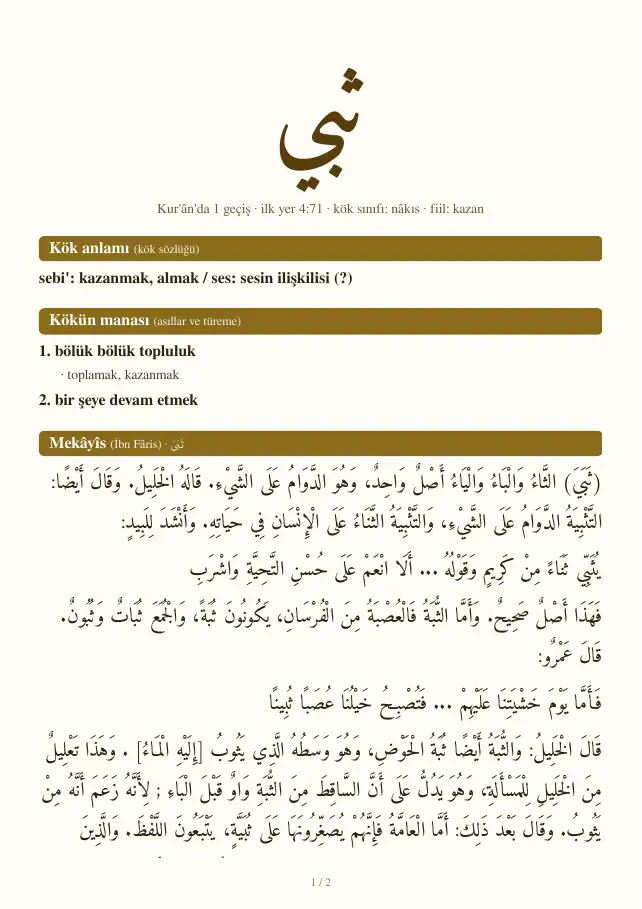 ثبي
Kur'ân'da 1 geçiş · ilk yer 4:71 · kök sınıfı: nâkıs · fiil: kazan
Kök anlamı (kök sözlüğü)
sebi': kazanmak, almak / ses: sesin ilişkilisi (?)
Kökün manası (asıllar ve türeme)
1. bölük bölük topluluk
· toplamak, kazanmak
2. bir şeye devam etmek
Mekâyîs (İbn Fâris) · ثَبَيَ
(ثَبَيَ) الثَّاءُ وَالْبَاءُ وَالْيَاءُ أَصْلٌ وَاحِدٌ، وَهُوَ الدَّوَامُ عَلَى الشَّيْءِ. قَالَهُ الْخَلِيلُ. وَقَالَ أَيْضًا:
التَّثْبِيَةُ الدَّوَامُ عَلَى الشَّيْءِ، وَالتَّثْبِيَةُ الثَّنَاءُ عَلَى الْإِنْسَانِ فِي حَيَاتِهِ. وَأَنْشَدَ لِلَبِيدٍ:
يُثَبِّي ثَنَاءً مِنْ كَرِيمٍ وَقَوْلُهُ ... أَلَا انْعَمْ عَلَى حُسْنِ التَّحِيَّةِ وَاشْرَبِ
فَهَذَا أَصْلٌ صَحِيحٌ. وَأَمَّا الثُّبَةُ فَالْعُصْبَةُ مِنَ الْفُرْسَانِ، يَكُونُونَ ثُبَةً، وَالْجَمْعُ ثُبَاتٌ وَثُبُونٌ.
قَالَ عَمْرٌو:
فَأَمَّا يَوْمَ خَشْيَتِنَا عَلَيْهِمْ ... فَتُصْبِحُ خَيْلُنَا عُصَبًا ثُبِينًا
قَالَ الْخَلِيلُ: وَالثُّبَةُ أَيْضًا ثُبَةُ الْحَوْضِ، وَهُوَ وَسَطُهُ الَّذِي يَثُوبُ [إِلَيْهِ الْمَاءُ] . وَهَذَا تَعْلِيلٌ
مِنَ الْخَلِيلِ لِلْمَسْأَلَةِ، وَهُوَ يَدُلُّ عَلَى أَنَّ السَّاقِطَ مِنَ الثُّبَةِ وَاوٌ قَبْلَ الْبَاءِ ; لِأَنَّهُ زَعَمَ أَنَّهُ مِنْ
يَثُوبُ. وَقَالَ بَعْدَ ذَلِكَ: أَمَّا الْعَامَّةُ فَإِنَّهُمْ يُصَغِّرُونَهَا عَلَى ثُبَيَّةٍ، يَتْبَعُونَ اللَّفْظَ. وَالَّذِينَ
1 / 2